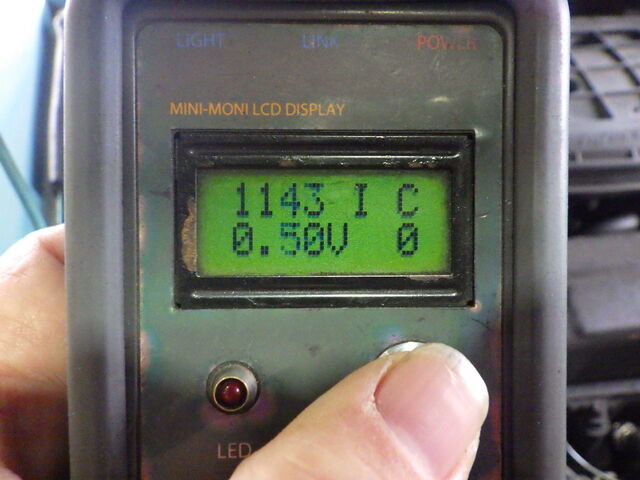 LIGHT LINK POWER
MINI-MONI LCD DISPLAY
1143 I C
0.50V 0
LED